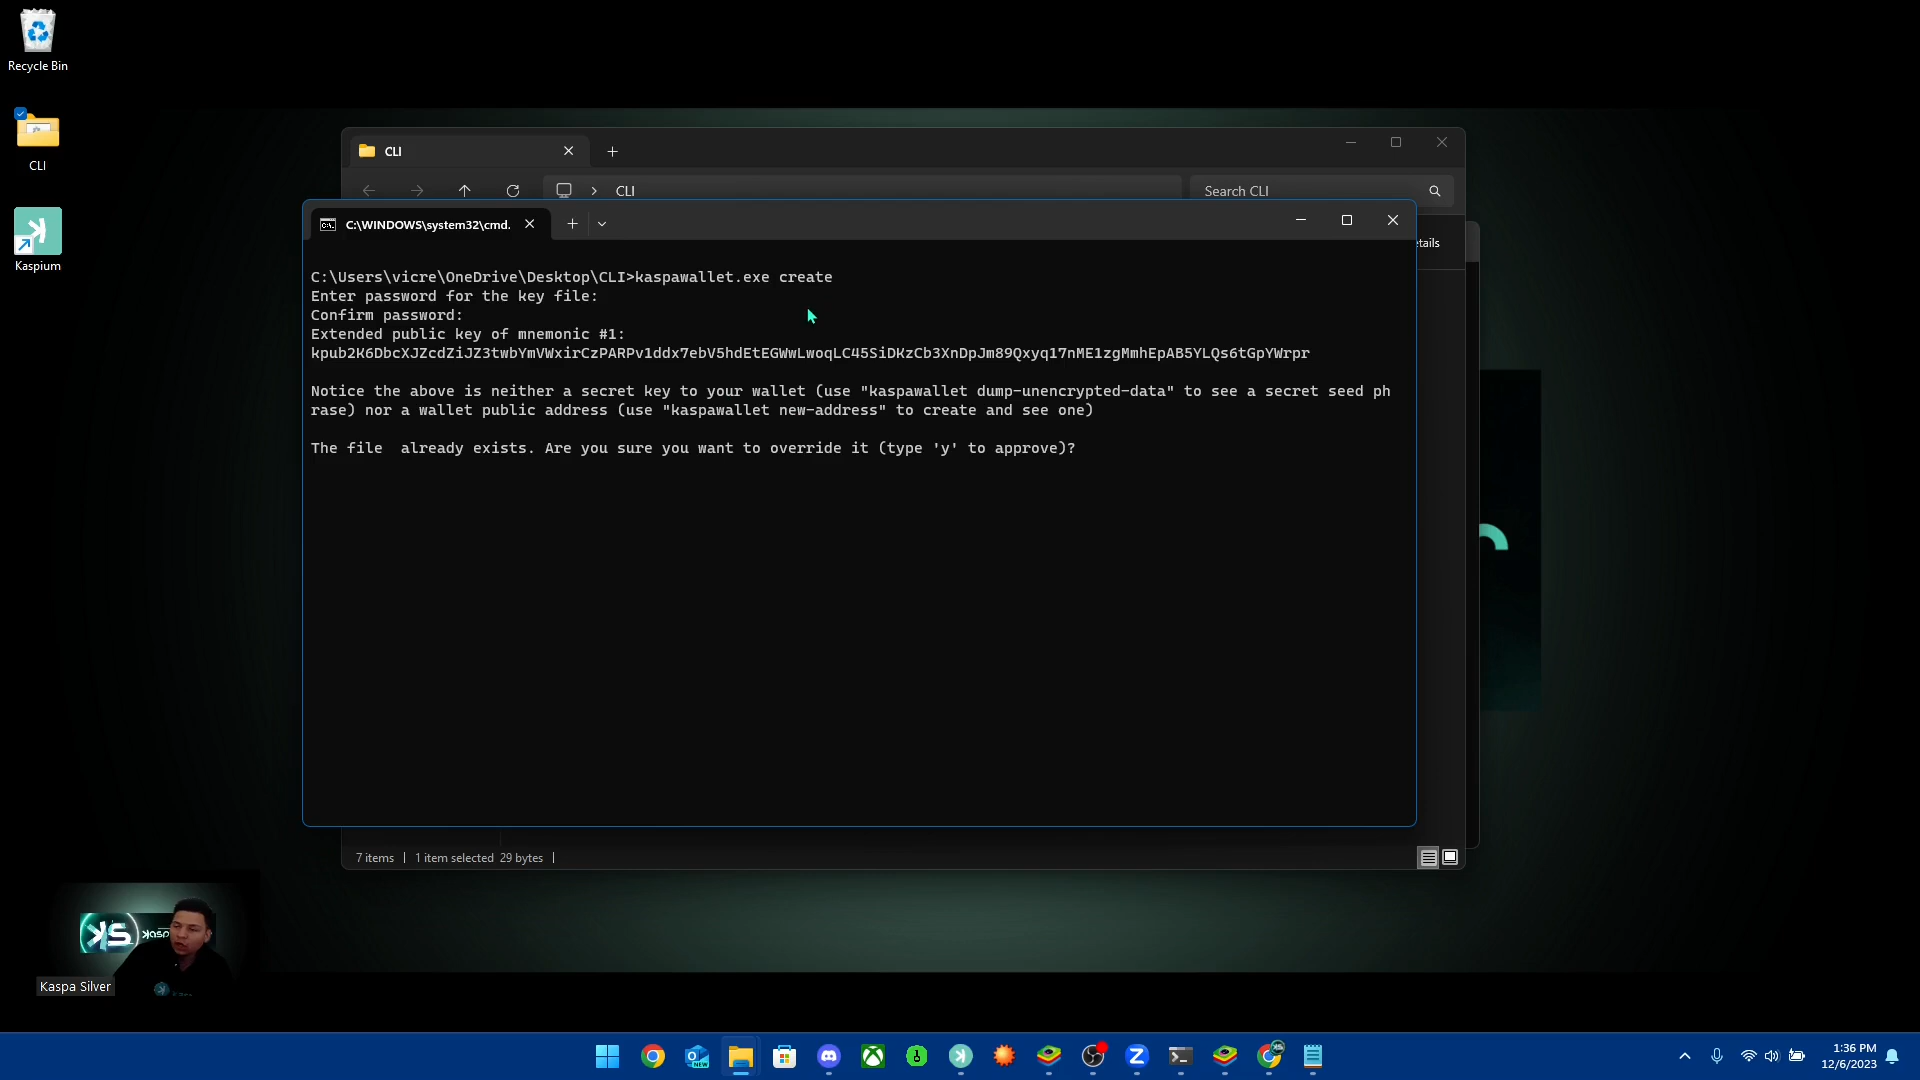 Recycle Bin
CLI
Kaspium
CLI
CLI
Search CLI
etails
C:\WINDOWS\system32\cmd.
C:\Users\vicre\OneDrive\Desktop\CLI>kaspawallet.exe create
Enter password for the key file:
Confirm password:
Extended public key of mnemonic #1:
kpub2K6DbcXJZcdZiJZ3twbYmVWxirCzPARPv1ddx7ebV5hdEtEGWwLwoqLC45SiDKzCb3XnDpJm89Qxyq17nME1zgMmhEpAB5YLQs6tGpYWrpr
Notice the above is neither a secret key to your wallet (use "kaspawallet dump-unencrypted-data" to see a secret seed ph
rase) nor a wallet public address (use "kaspawallet new-address" to create and see one)
The file  already exists. Are you sure you want to override it (type 'y' to approve)?
7 items
1 item selected 29 bytes
Kaspa Silver
1:36 PM
12/6/2023